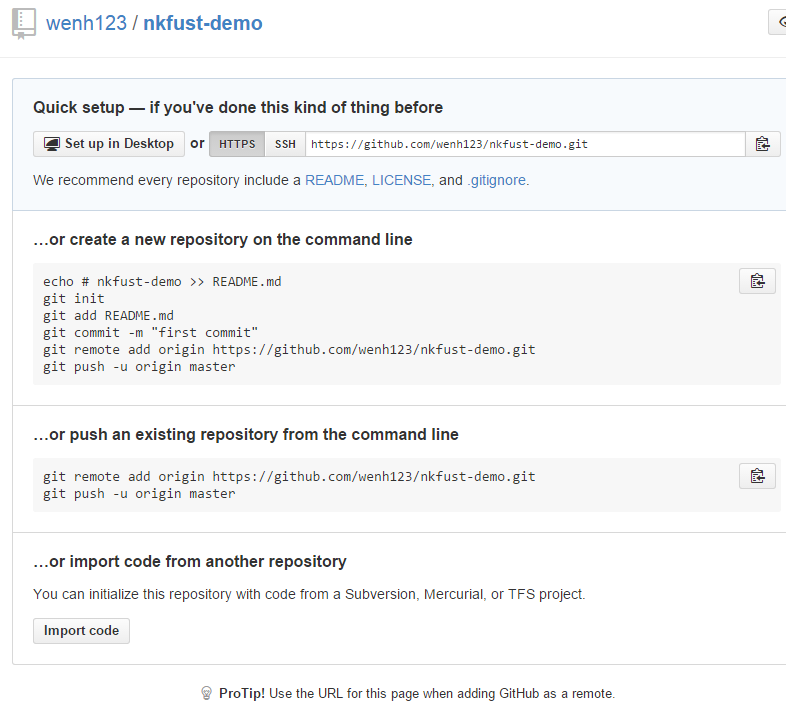 wenh123 / nkfust-demo
Quick setup — if you've done this kind of thing before
Set up in Desktop or HTTPS SSH https://github.com/wenh123/nkfust-demo.git
We recommend every repository include a README, LICENSE, and .gitignore.
…or create a new repository on the command line
echo # nkfust-demo >> README.md
git init
git add README.md
git commit -m "first commit"
git remote add origin https://github.com/wenh123/nkfust-demo.git
git push -u origin master
…or push an existing repository from the command line
git remote add origin https://github.com/wenh123/nkfust-demo.git
git push -u origin master
…or import code from another repository
You can initialize this repository with code from a Subversion, Mercurial, or TFS project.
Import code
ProTip! Use the URL for this page when adding GitHub as a remote.